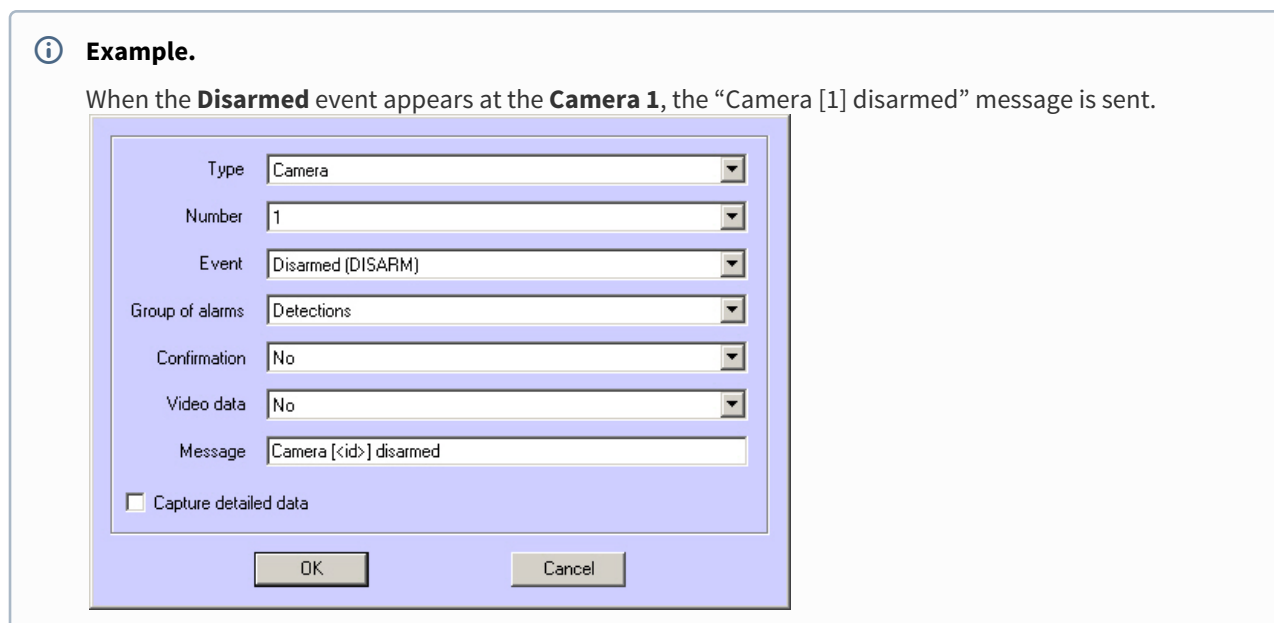 Example.
When the Disarmed event appears at the Camera 1, the “Camera [1] disarmed” message is sent.
Type Camera
Number 1
Event Disarmed (DISARM)
Group of alarms Detections
Confirmation No
Video data No
Message Camera [<id>] disarmed
Capture detailed data
OK Cancel